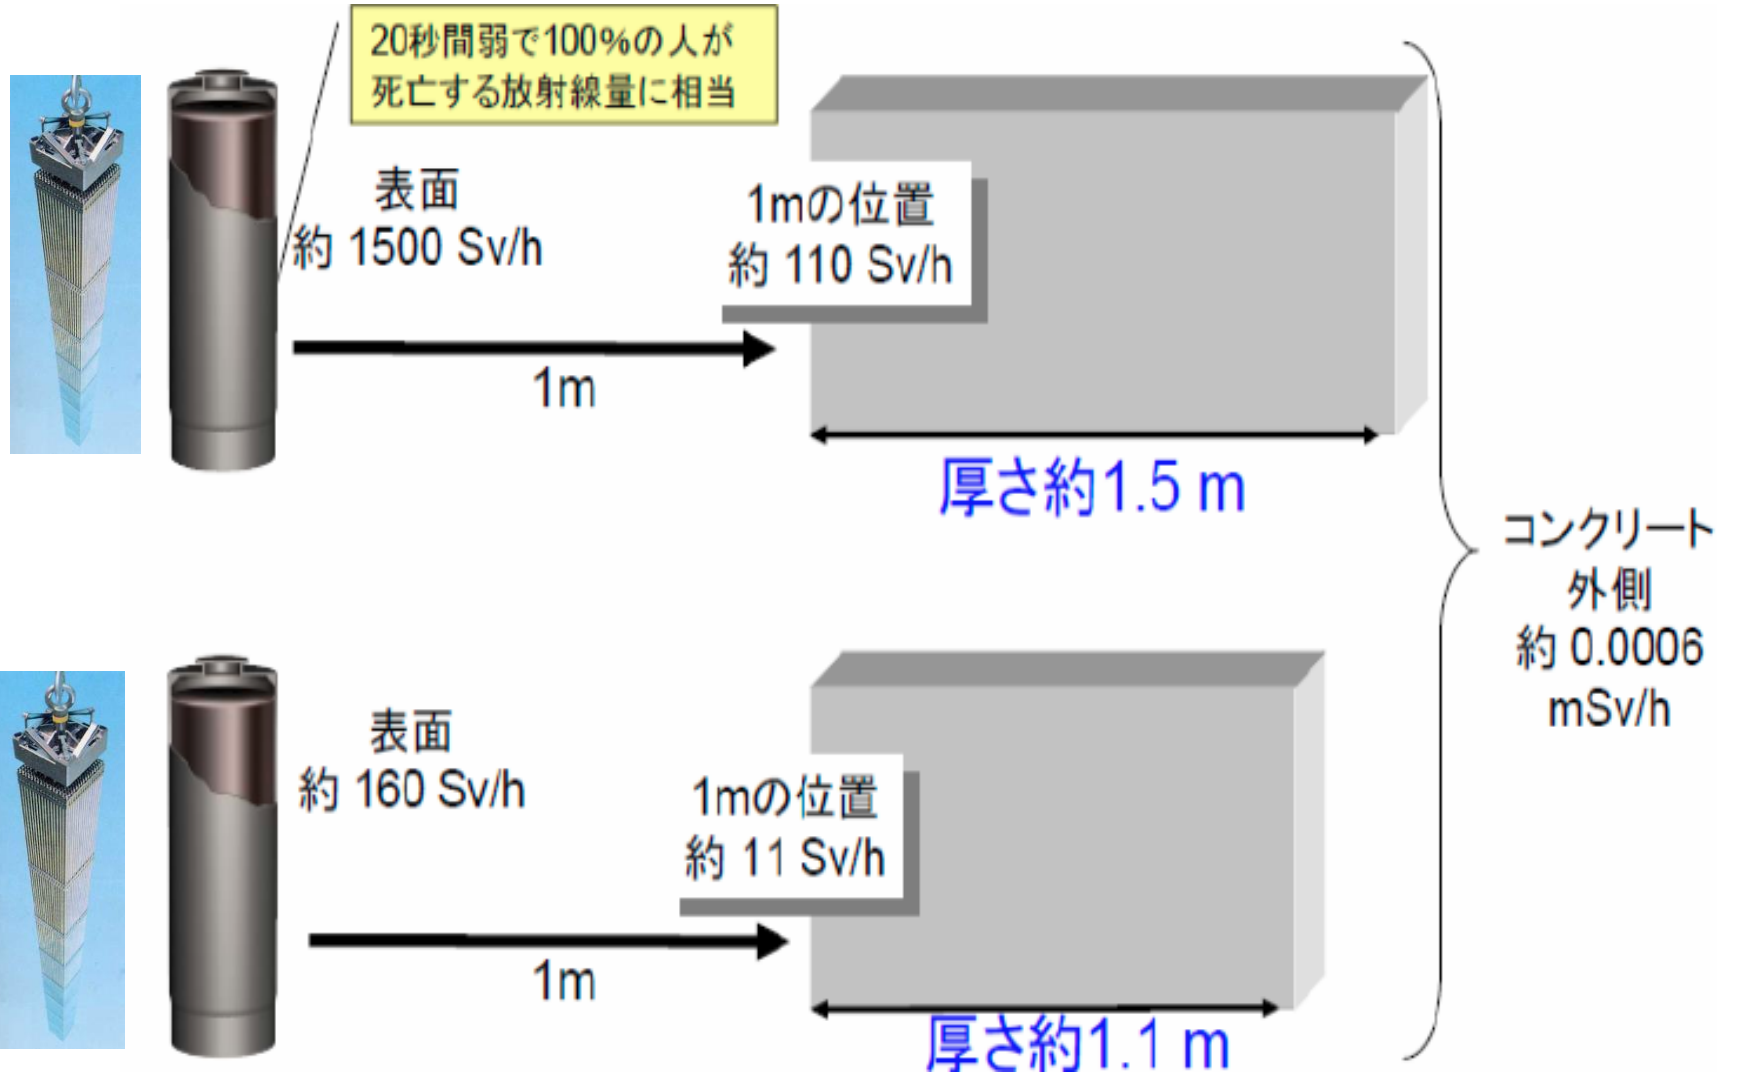 20秒間弱で100%の人が
死亡する放射線量に相当
表面
約 1500 Sv/h
1mの位置
約 110 Sv/h
1m
厚さ約1.5 m
コンクリート
外側
約 0.0006
mSv/h
表面
約 160 Sv/h
1mの位置
約 11 Sv/h
1m
厚さ約1.1 m